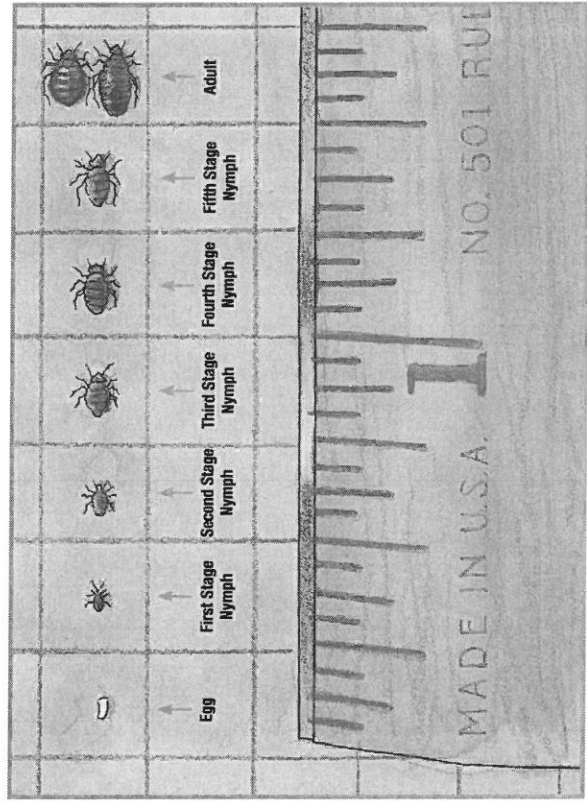 Egg
First Stage
Nymph
Second Stage
Nymph
Third Stage
Nymph
Fourth Stage
Nymph
Fifth Stage
Nymph
Adult
1
MADE IN U.S.A.
NO. 501 RUL